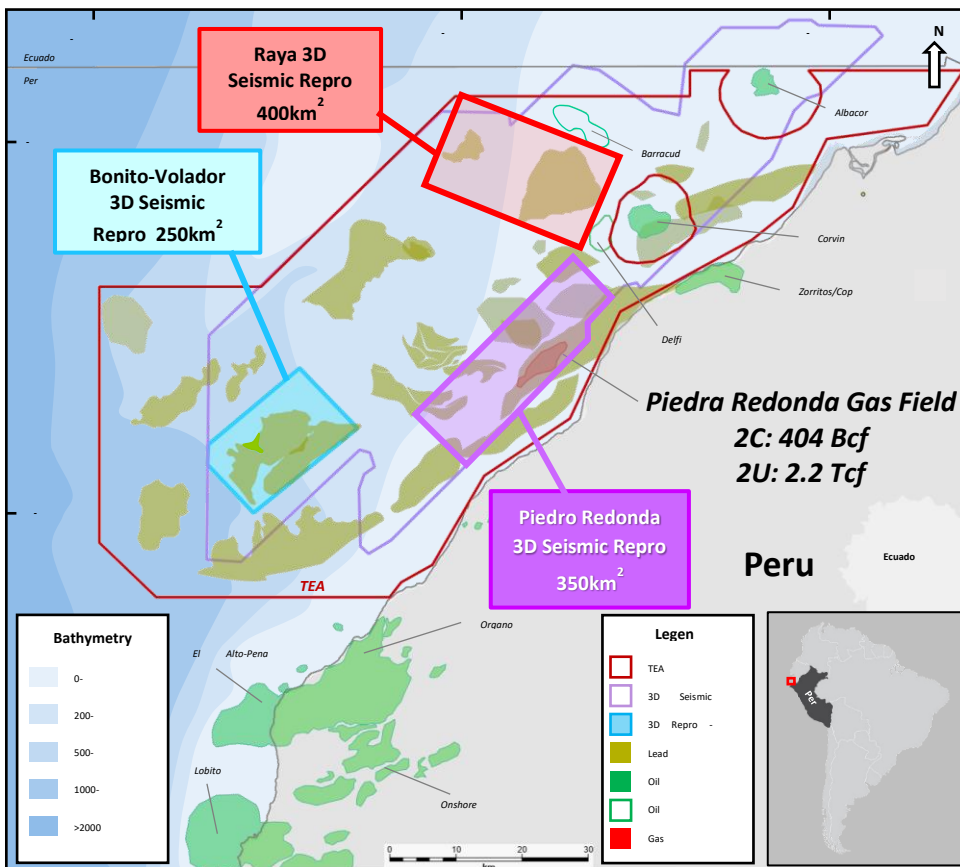 Ecuado
Per
Raya 3D
Seismic Repro
400km²
N
Albacor
Barracud
Bonito-Volador
3D Seismic
Repro 250km²
Corvin
Zorritos/Cop
Delfi
Piedra Redonda Gas Field
2C: 404 Bcf
2U: 2.2 Tcf
Piedro Redonda
3D Seismic Repro
350km²
Peru
Ecuado
TEA
Bathymetry
0-
200-
500-
1000-
>2000
El Alto-Pena
Organo
Lobito
Onshore
Legen
TEA
3D Seismic
3D Repro -
Lead
Oil
Oil
Gas
Per
0 10 20 30
km